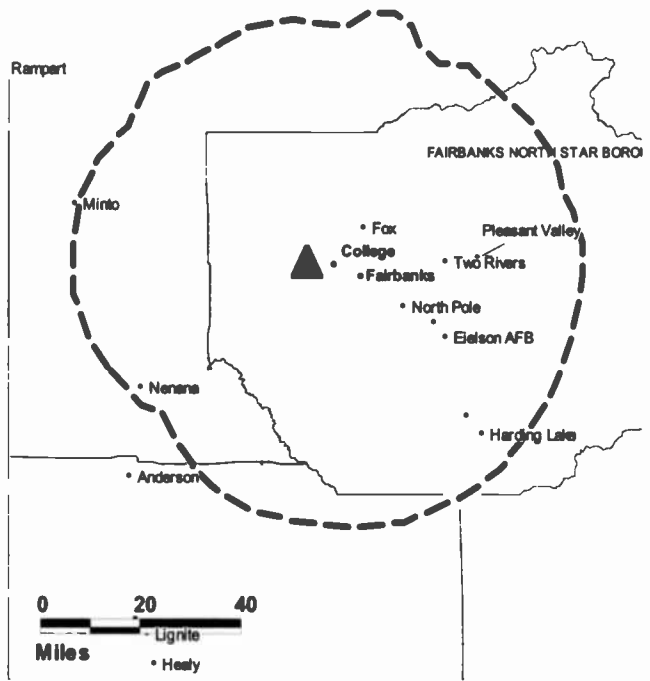 Rampart
FAIRBANKS NORTH STAR BORO
Minto
Fox
Pleasant Valley
College
Two Rivers
Fairbanks
North Pole
Eielson AFB
Nenana
Harding Lake
Anderson
0 20 40
Lignite
Miles
Healy